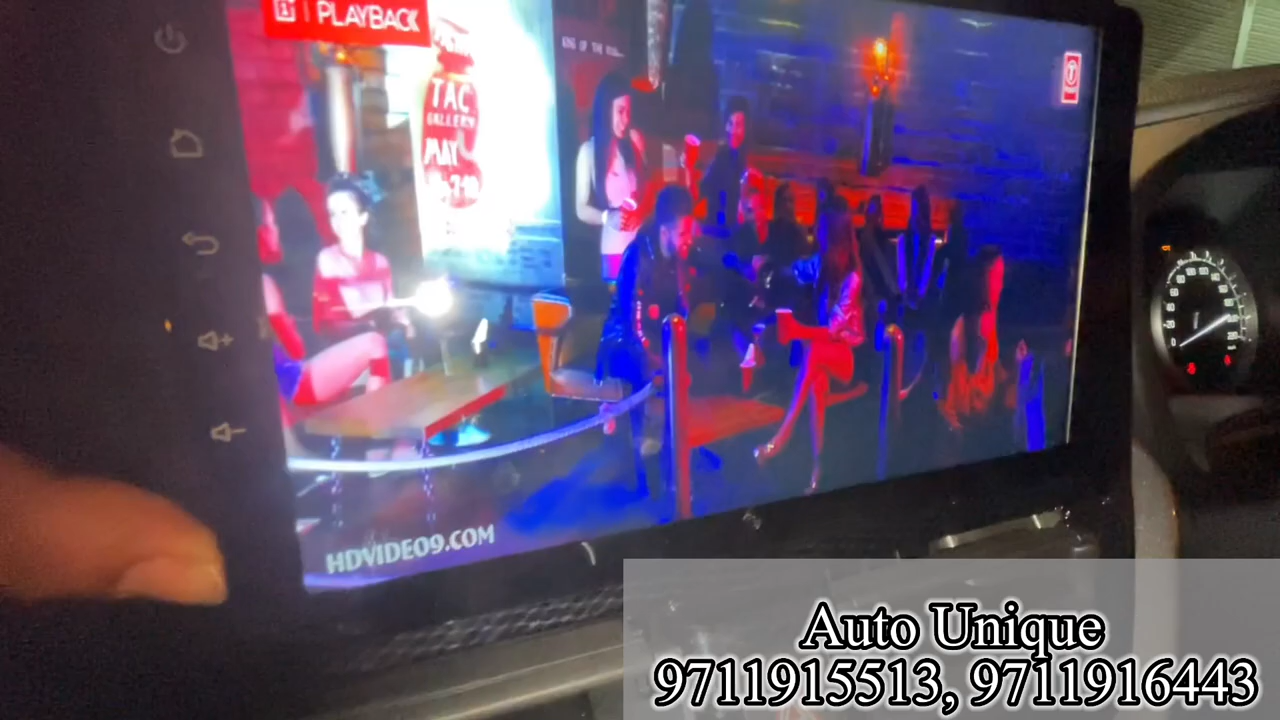 PLAYBACK
TAC
GALLERY
MAY
HDVIDEO9.COM
Auto Unique
9711915513, 9711916443